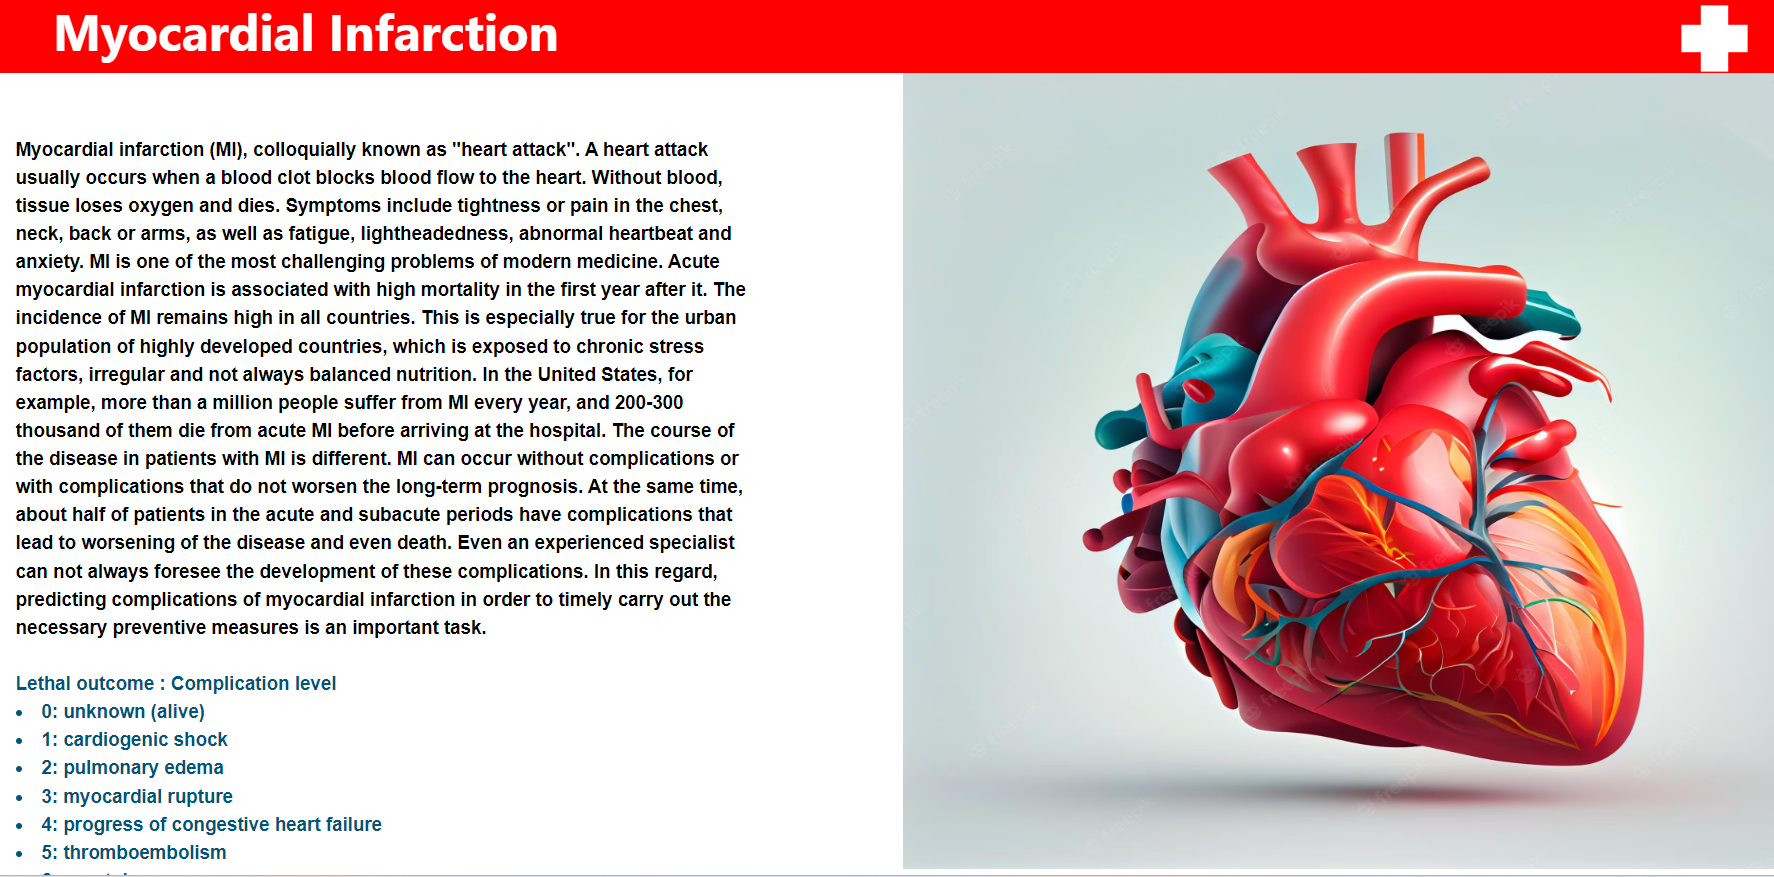 Myocardial Infarction
Myocardial infarction (MI), colloquially known as "heart attack". A heart attack
usually occurs when a blood clot blocks blood flow to the heart. Without blood,
tissue loses oxygen and dies. Symptoms include tightness or pain in the chest,
neck, back or arms, as well as fatigue, lightheadedness, abnormal heartbeat and
anxiety. MI is one of the most challenging problems of modern medicine. Acute
myocardial infarction is associated with high mortality in the first year after it. The
incidence of MI remains high in all countries. This is especially true for the urban
population of highly developed countries, which is exposed to chronic stress
factors, irregular and not always balanced nutrition. In the United States, for
example, more than a million people suffer from MI every year, and 200-300
thousand of them die from acute MI before arriving at the hospital. The course of
the disease in patients with MI is different. MI can occur without complications or
with complications that do not worsen the long-term prognosis. At the same time,
about half of patients in the acute and subacute periods have complications that
lead to worsening of the disease and even death. Even an experienced specialist
can not always foresee the development of these complications. In this regard,
predicting complications of myocardial infarction in order to timely carry out the
necessary preventive measures is an important task.
Lethal outcome : Complication level
• 0: unknown (alive)
• 1: cardiogenic shock
• 2: pulmonary edema
• 3: myocardial rupture
• 4: progress of congestive heart failure
• 5: thromboembolism